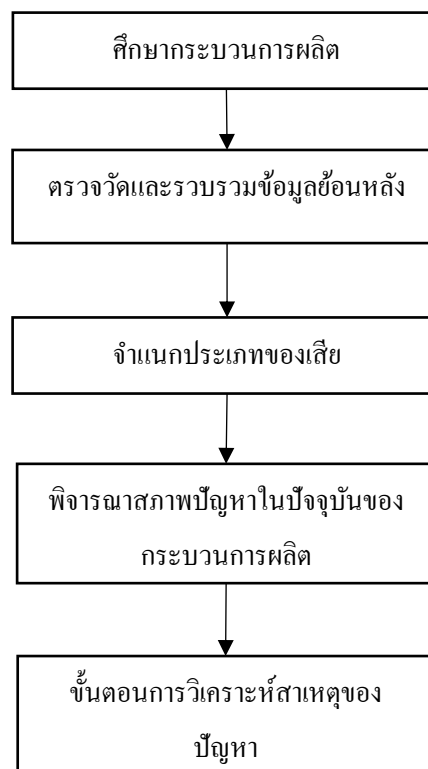 ศึกษากระบวนการผลิต
ตรวจวัดและรวบรวมข้อมูลย้อนหลัง
จำแนกประเภทของเสีย
พิจารณาสภาพปัญหาในปัจจุบันของ
กระบวนการผลิต
ขั้นตอนการวิเคราะห์สาเหตุของ
ปัญหา